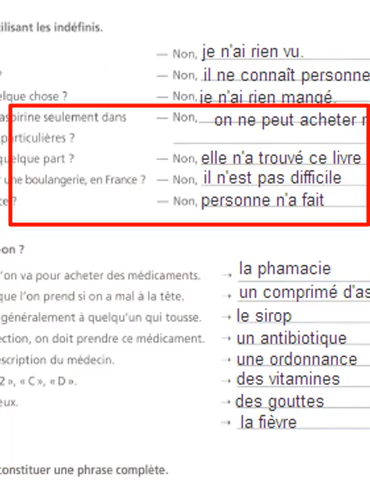 ilisant les indéfinis.
— Non, je n'ai rien vu.
? — Non, il ne connaît personne
elque chose ? — Non, je n'ai rien mangé.
aspirine seulement dans — Non, on ne peut acheter r
particulières ?
quelque part ? — Non, elle n'a trouvé ce livre
r une boulangerie, en France ? — Non, il n'est pas difficile
ce ? — Non, personne n'a fait
-on ?
'on va pour acheter des médicaments. → la phamacie
que l'on prend si on a mal à la tête. → un comprimé d'as
généralement à quelqu'un qui tousse. → le sirop
ection, on doit prendre ce médicament. → un antibiotique
escription du médecin. → une ordonnance
2 », « C », « D ». → des vitamines
eux. → des gouttes
→ la fièvre
constituer une phrase complète.